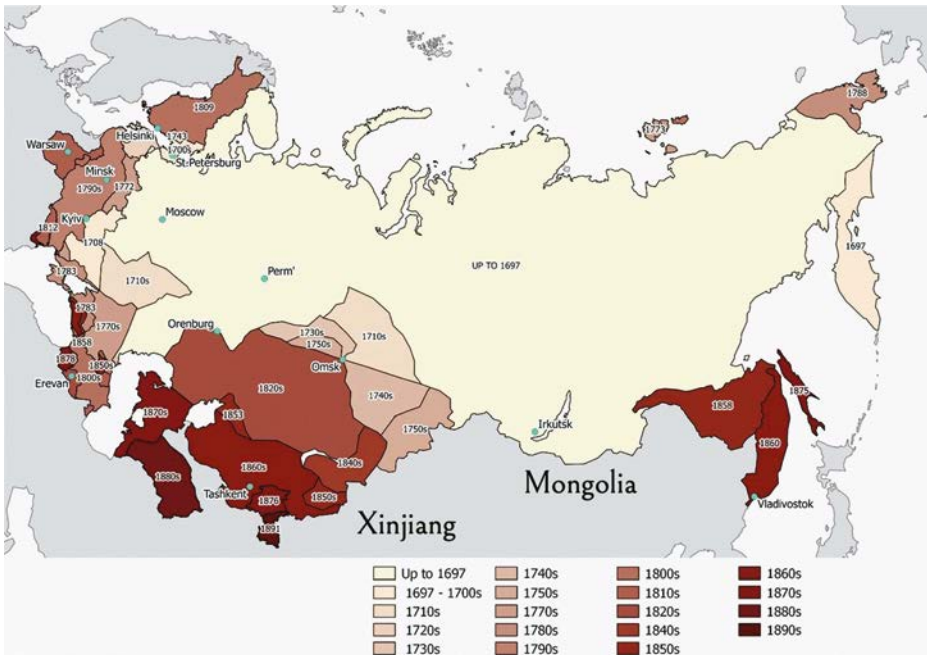 1788
1809
1773
Helsinki
1743
1700s
St-Petersburg
Warsaw
Minsk
1790s
1772
1697
Kyiv
1812
Moscow
1708
UP TO 1697
1783
1710s
Perm'
1783
1770s
Orenburg
1730s
1710s
1750s
1858
Omsk
1878
1850s
Erevan
1800s
1820s
1740s
1875
1858
1870s
1853
1750s
Irkutsk
1860
1840s
1860s
1880s
Mongolia
Tashkent
1876
1850s
Vladivostok
Xinjiang
1891
Up to 1697
1697 - 1700s
1710s
1720s
1730s
1740s
1750s
1770s
1780s
1790s
1800s
1810s
1820s
1840s
1850s
1860s
1870s
1880s
1890s